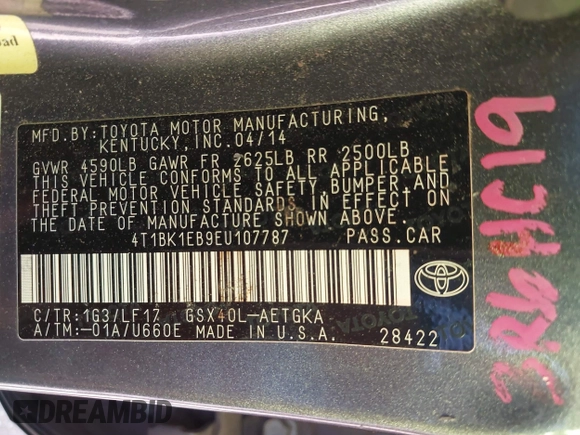 oad
MFD.BY:TOYOTA MOTOR MANUFACTURING,
KENTUCKY,INC.04/14
GVWR 4590LB GAWR FR 2625LB RR 2500LB
THIS VEHICLE CONFORMS TO ALL APPLICABLE
FEDERAL MOTOR VEHICLE SAFETY,BUMPER,AND
THEFT PREVENTION STANDARDS IN EFFECT ON
THE DATE OF MANUFACTURE SHOWN ABOVE.
4T1BK1EB9EU107787 PASS.CAR
C/TR:1G3/LF17 GSX40L-AETGKA
A/TM:-01A/U660E MADE IN U.S.A.
28422
HC19
DREAMBID